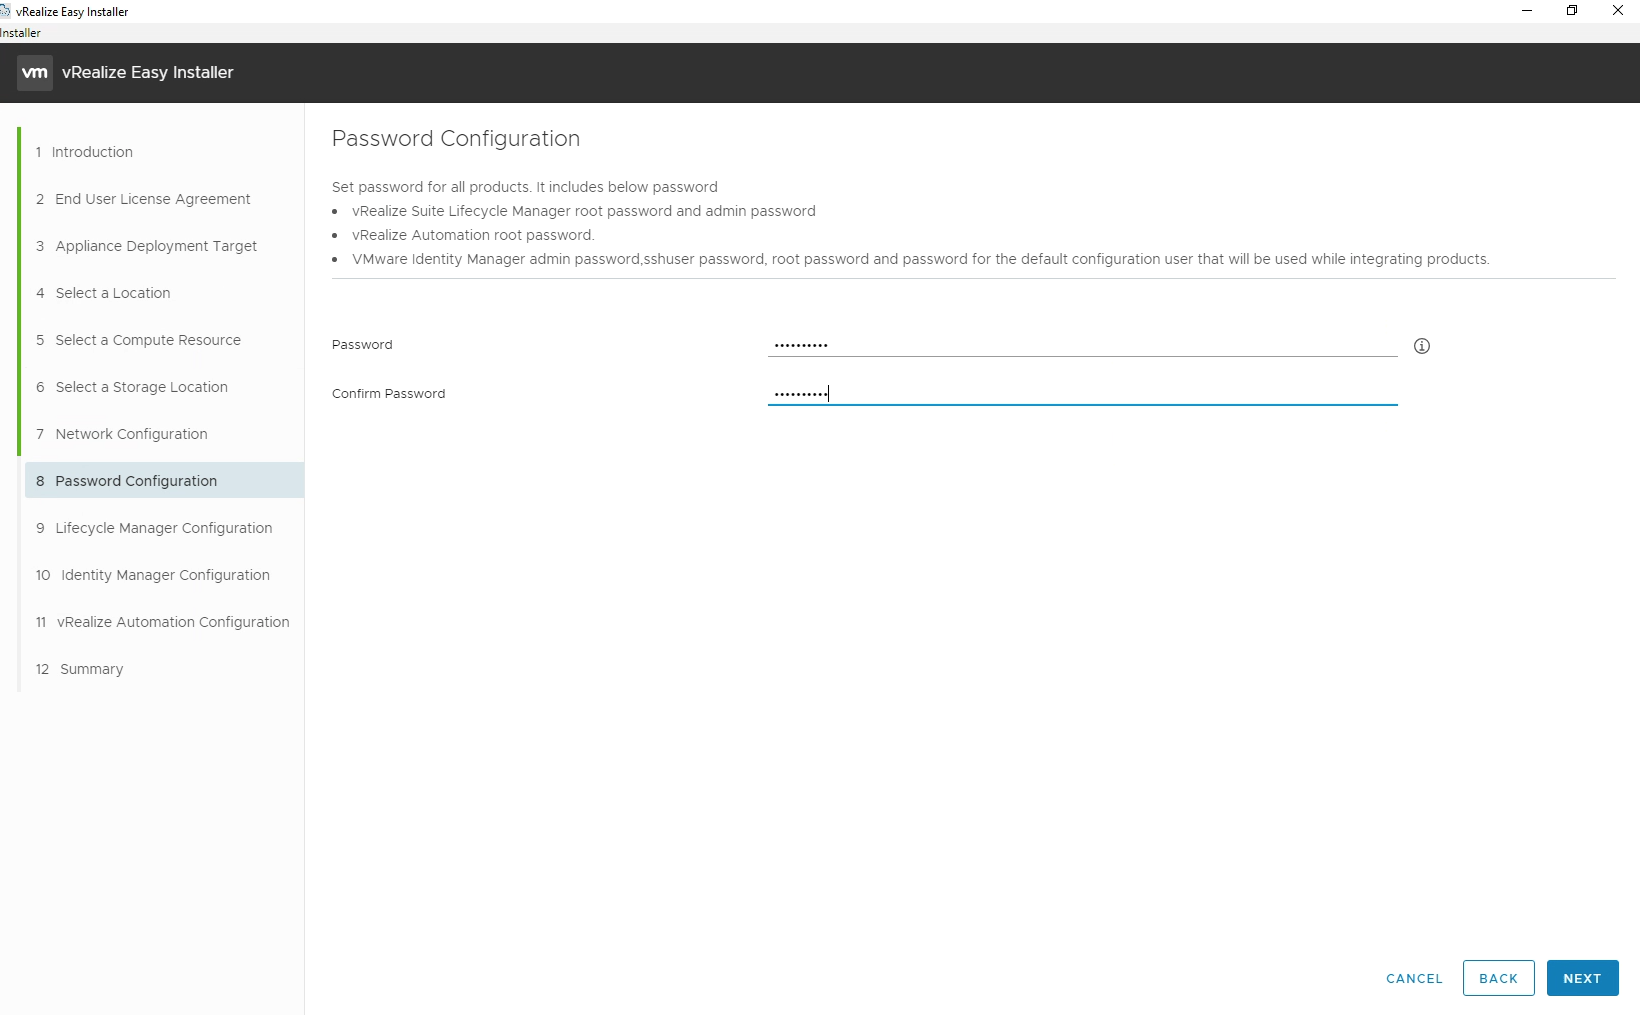 vRealize Easy Installer
Installer
vm vRealize Easy Installer
1 Introduction
2 End User License Agreement
3 Appliance Deployment Target
4 Select a Location
5 Select a Compute Resource
6 Select a Storage Location
7 Network Configuration
8 Password Configuration
9 Lifecycle Manager Configuration
10 Identity Manager Configuration
11 vRealize Automation Configuration
12 Summary
Password Configuration
Set password for all products. It includes below password
• vRealize Suite Lifecycle Manager root password and admin password
• vRealize Automation root password.
• VMware Identity Manager admin password,sshuser password, root password and password for the default configuration user that will be used while integrating products.
Password ••••••••••
Confirm Password ••••••••••
CANCEL BACK NEXT